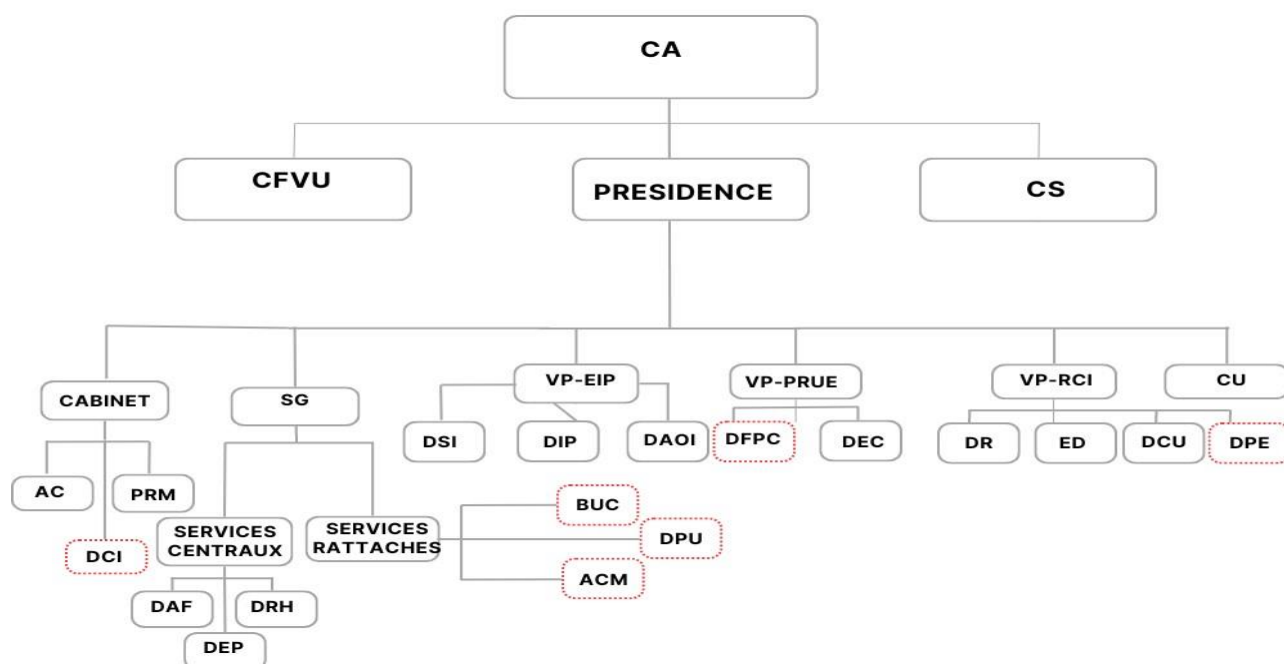 CA
CFVU
PRESIDENCE
CS
CABINET
SG
VP-EIP
VP-PRUE
VP-RCI
CU
DSI
DIP
DAOI
DFPC
DEC
DR
ED
DCU
DPE
AC
PRM
DCI
SERVICES
CENTRAUX
SERVICES
RATTACHES
BUC
DPU
ACM
DAF
DRH
DEP